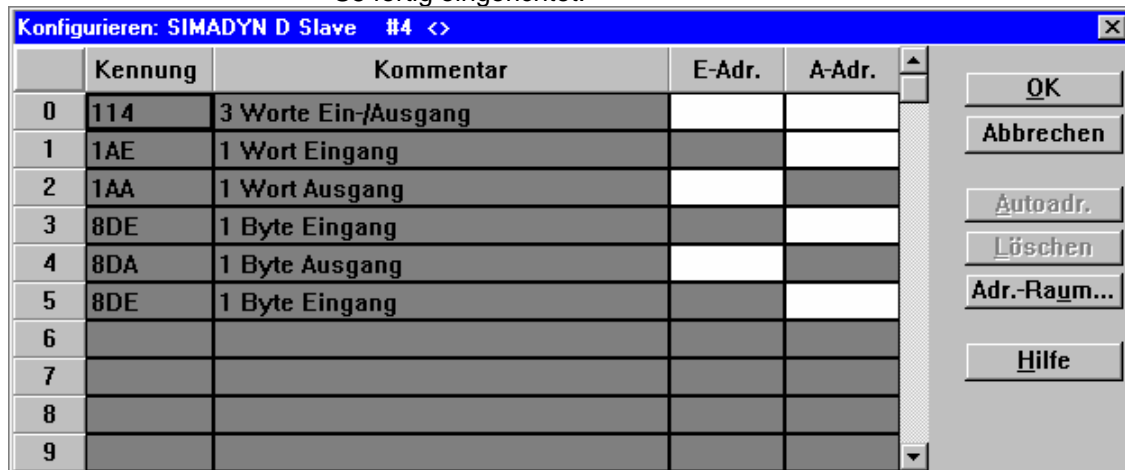 Konfigurieren: SIMADYN D Slave #4 <>
Kennung Kommentar E-Adr. A-Adr.
0 114 3 Worte Ein-/Ausgang
1 1AE 1 Wort Eingang
2 1AA 1 Wort Ausgang
3 8DE 1 Byte Eingang
4 8DA 1 Byte Ausgang
5 8DE 1 Byte Eingang
6
7
8
9
OK
Abbrechen
Autoadr.
Löschen
Adr.-Raum...
Hilfe